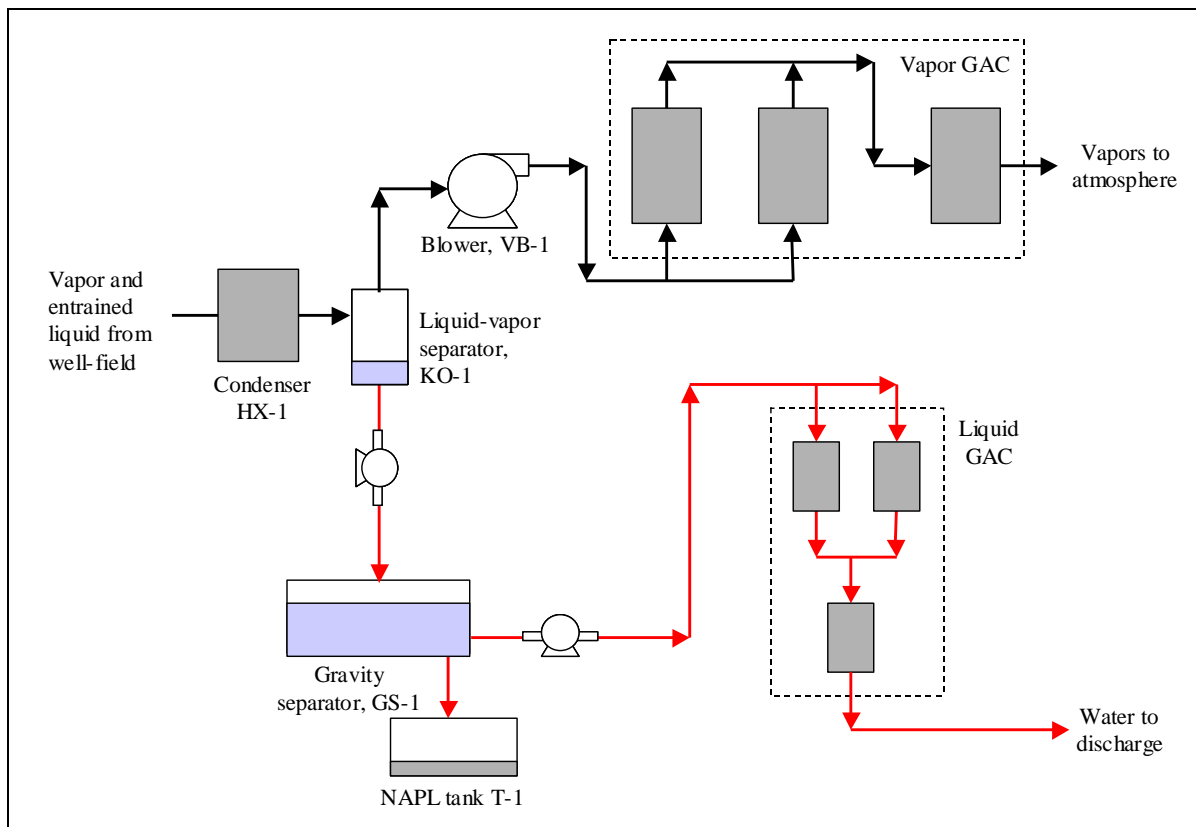 Vapor GAC
Vapors to
atmosphere
Blower, VB-1
Vapor and
entrained
liquid from
well-field
Liquid-vapor
separator,
KO-1
Condenser
HX-1
Liquid
GAC
Gravity
separator, GS-1
Water to
discharge
NAPL tank T-1